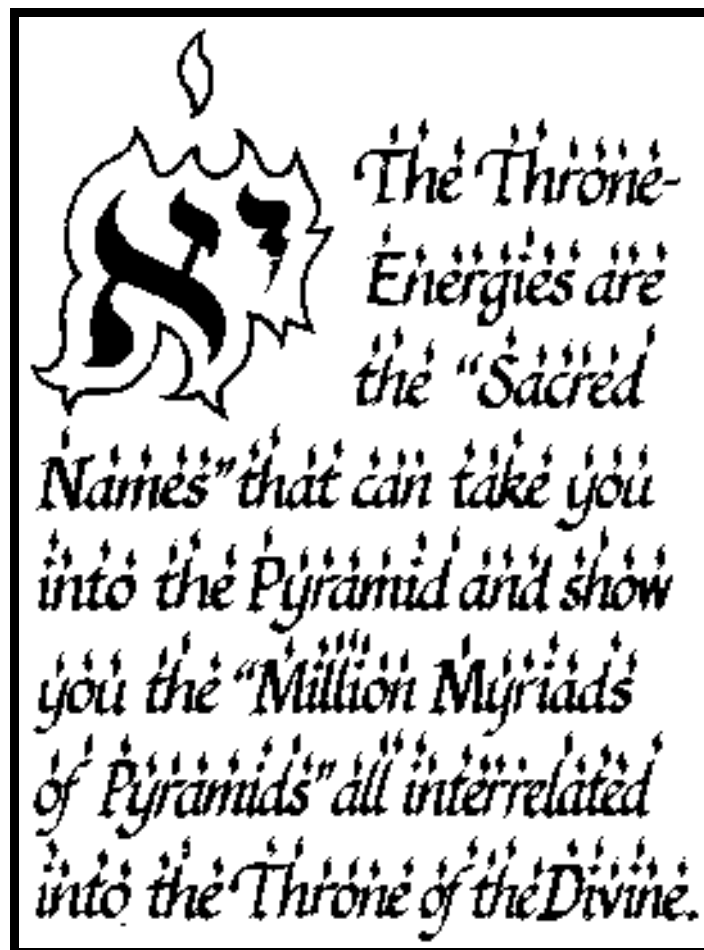 The Throne-
Energies are
the “Sacred
Names” that can take you
into the Pyramid and show
you the “Million Myriads
of Pyramids” all interrelated
into the Throne of the Divine.